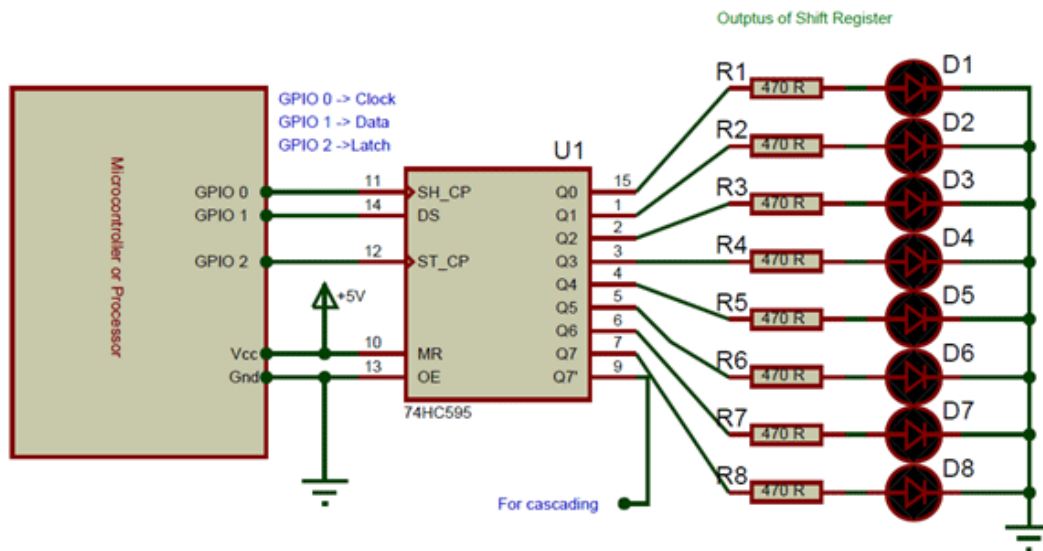 Outptus of Shift Register
GPIO 0 -> Clock
GPIO 1 -> Data
GPIO 2 ->Latch
Microcontroller or Processor
GPIO 0
GPIO 1
GPIO 2
Vcc
Gnd
+5V
11
14
12
10
13
U1
SH_CP
DS
ST_CP
MR
OE
Q0
Q1
Q2
Q3
Q4
Q5
Q6
Q7
Q7'
74HC595
15
1
2
3
4
5
6
7
9
For cascading
R1
470 R
D1
R2
470 R
D2
R3
470 R
D3
R4
470 R
D4
R5
470 R
D5
R6
470 R
D6
R7
470 R
D7
R8
470 R
D8